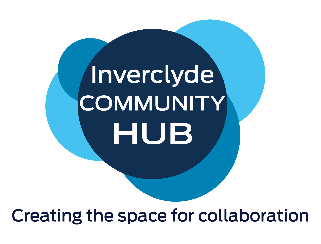 Inverclyde
COMMUNITY
HUB
Creating the space for collaboration